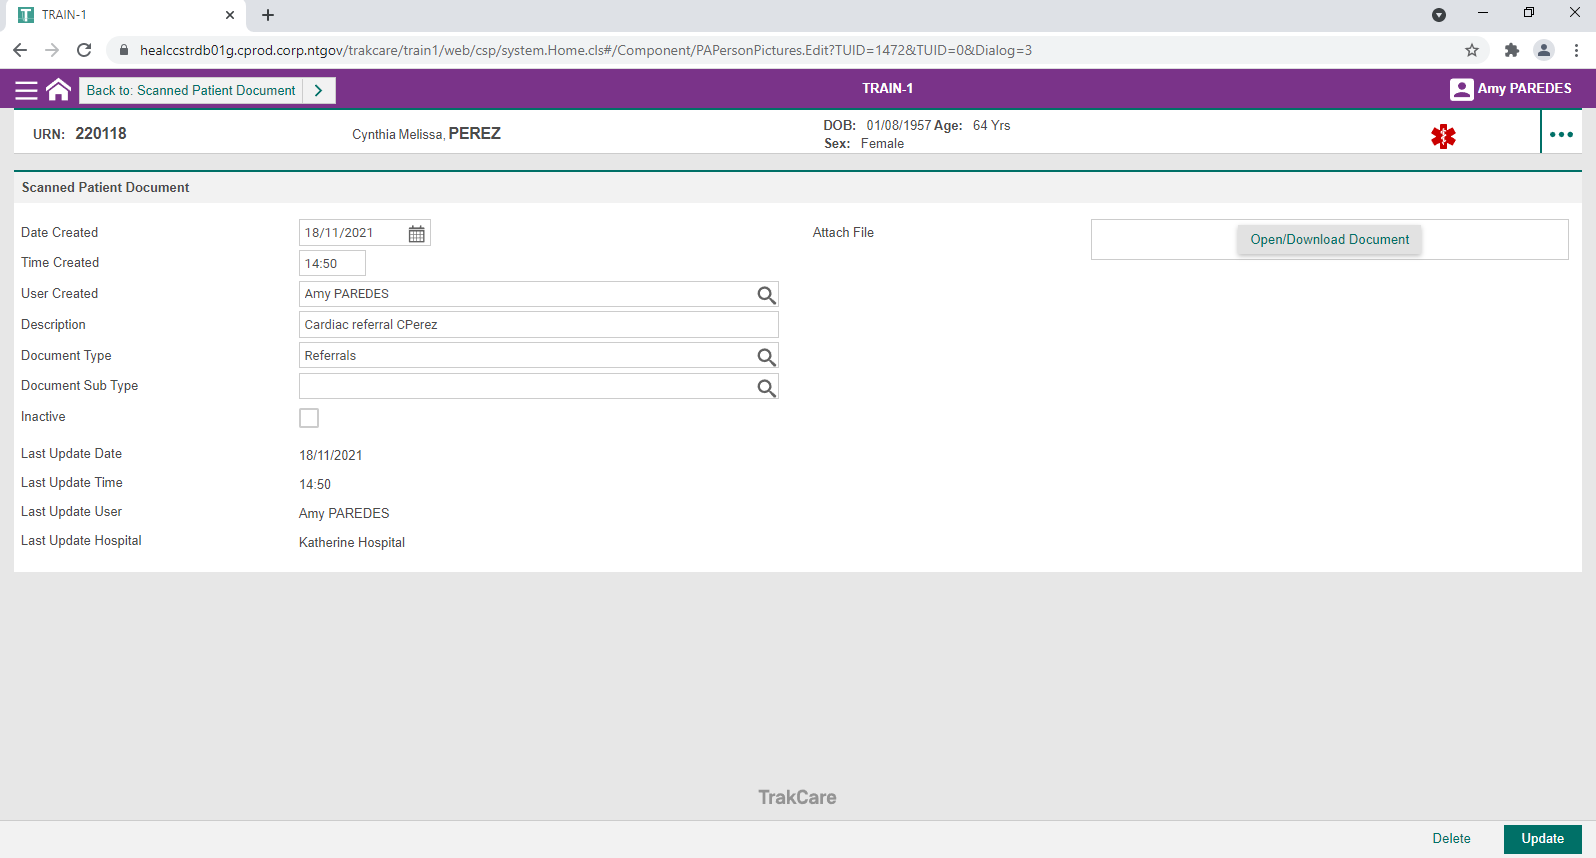 TRAIN-1
healccstrdb01g.cprod.corp.ntgov/trakcare/train1/web/csp/system.Home.cls#/Component/PAPersonPictures.Edit?TUID=1472&TUID=0&Dialog=3
Back to: Scanned Patient Document
TRAIN-1
Amy PAREDES
URN: 220118
Cynthia Melissa, PEREZ
DOB: 01/08/1957 Age: 64 Yrs
Sex: Female
Scanned Patient Document
Date Created 18/11/2021
Attach File Open/Download Document
Time Created 14:50
User Created Amy PAREDES
Description Cardiac referral CPerez
Document Type Referrals
Document Sub Type
Inactive
Last Update Date 18/11/2021
Last Update Time 14:50
Last Update User Amy PAREDES
Last Update Hospital Katherine Hospital
TrakCare
Delete Update